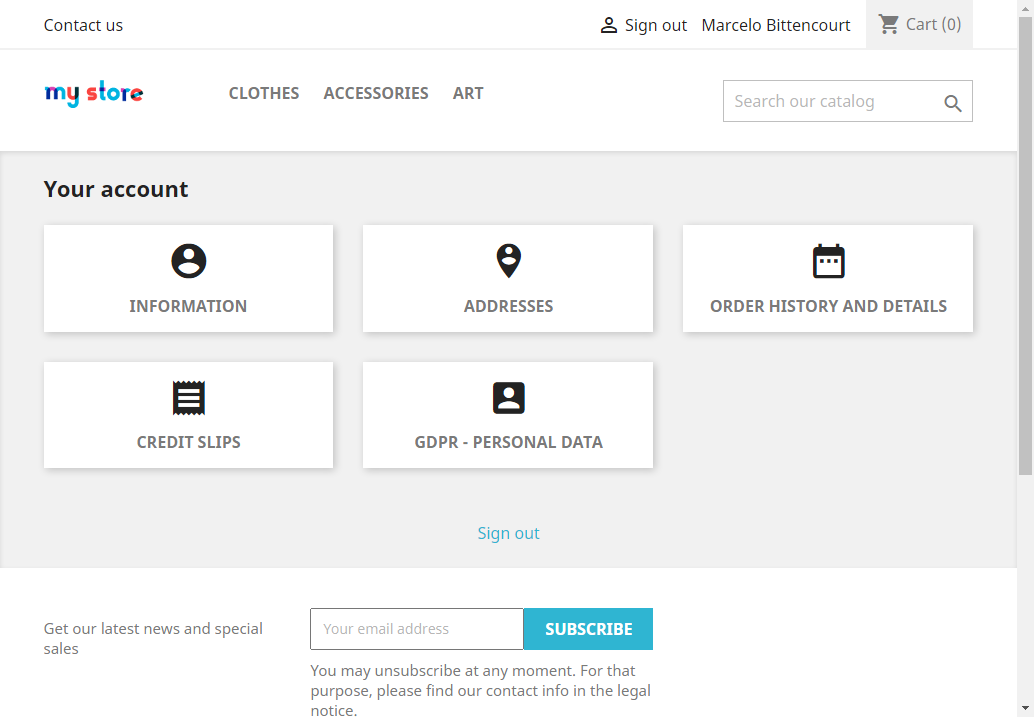 Contact us
Sign out
Marcelo Bittencourt
Cart (0)
my store
CLOTHES
ACCESSORIES
ART
Search our catalog
Your account
INFORMATION
ADDRESSES
ORDER HISTORY AND DETAILS
CREDIT SLIPS
GDPR - PERSONAL DATA
Sign out
Get our latest news and special
sales
Your email address
SUBSCRIBE
You may unsubscribe at any moment. For that
purpose, please find our contact info in the legal
notice.